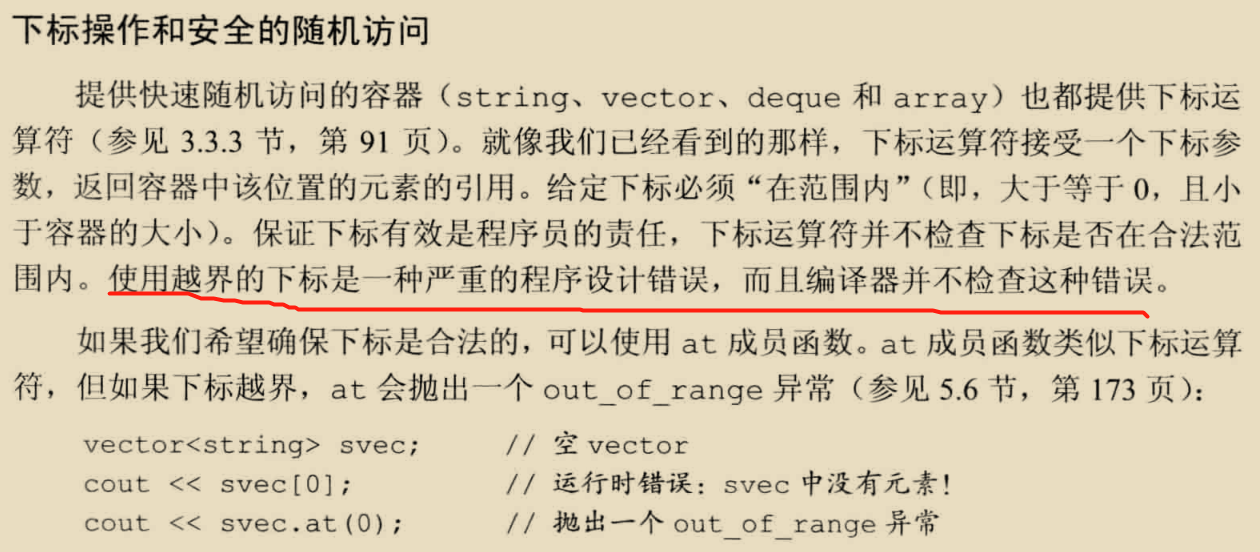 下标操作和安全的随机访问
提供快速随机访问的容器（string、vector、deque 和 array）也都提供下标运
算符（参见 3.3.3 节，第 91 页）。就像我们已经看到的那样，下标运算符接受一个下标参
数，返回容器中该位置的元素的引用。给定下标必须“在范围内”（即，大于等于 0，且小
于容器的大小）。保证下标有效是程序员的责任，下标运算符并不检查下标是否在合法范
围内。使用越界的下标是一种严重的程序设计错误，而且编译器并不检查这种错误。
如果我们希望确保下标是合法的，可以使用 at 成员函数。at 成员函数类似下标运算
符，但如果下标越界，at 会抛出一个 out_of_range 异常（参见 5.6 节，第 173 页）：
vector<string> svec; // 空 vector
cout << svec[0]; // 运行时错误：svec 中没有元素！
cout << svec.at(0); // 抛出一个 out_of_range 异常